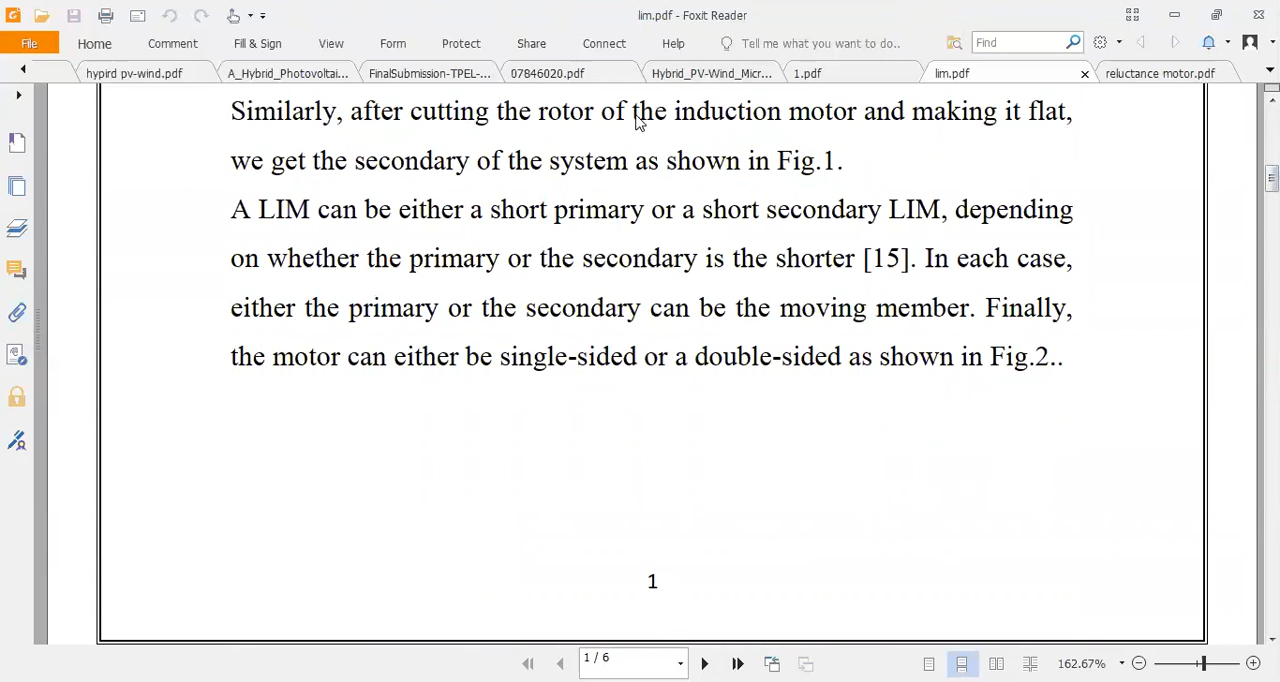 lim.pdf - Foxit Reader
File Home Comment Fill & Sign View Form Protect Share Connect Help Tell me what you want to do.. Find
hypird pv-wind.pdf A_Hybrid_Photovoltai... FinalSubmission-TPEL-... 07846020.pdf Hybrid_PV-Wind_Micr... 1.pdf lim.pdf reluctance motor.pdf
Similarly, after cutting the rotor of the induction motor and making it flat,
we get the secondary of the system as shown in Fig.1.
A LIM can be either a short primary or a short secondary LIM, depending
on whether the primary or the secondary is the shorter [15]. In each case,
either the primary or the secondary can be the moving member. Finally,
the motor can either be single-sided or a double-sided as shown in Fig.2..
1
1 / 6 162.67%